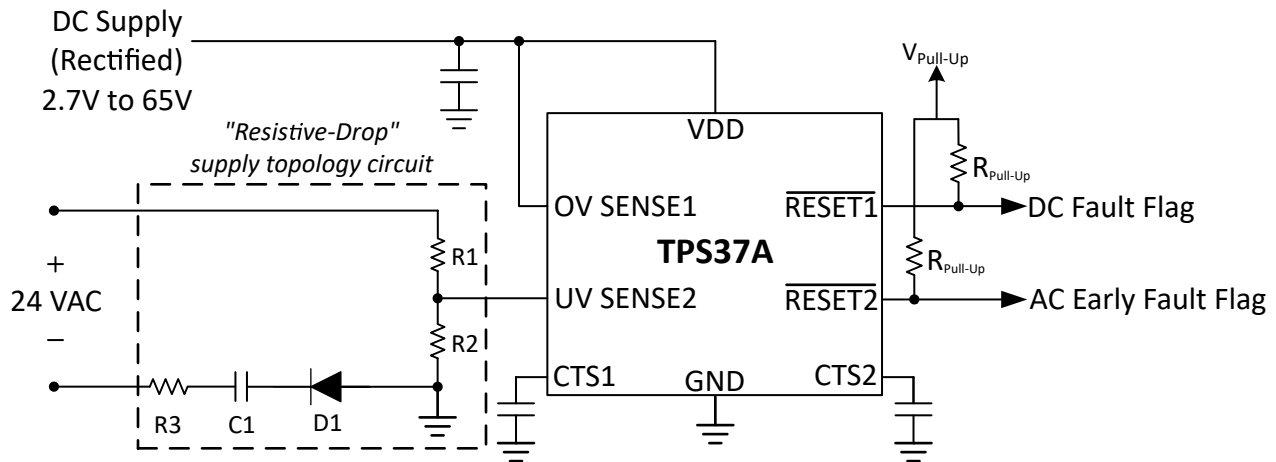 DC Supply
(Rectified)
2.7V to 65V
"Resistive-Drop"
supply topology circuit
+
24 VAC
−
R1
R2
R3
C1
D1
VDD
OV SENSE1
UV SENSE2
CTS1
GND
CTS2
TPS37A
RESET1
RESET2
VPull-Up
RPull-Up
RPull-Up
DC Fault Flag
AC Early Fault Flag